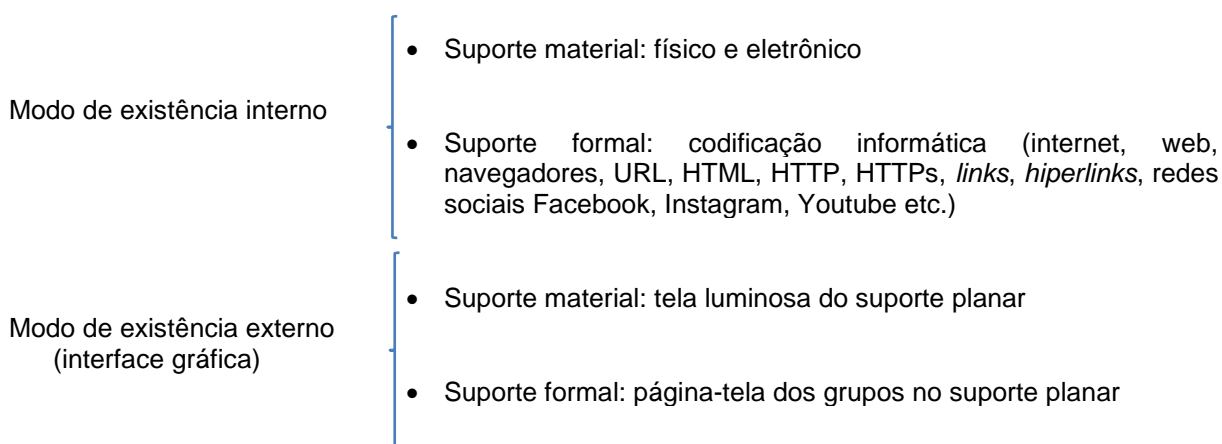 • Suporte material: físico e eletrônico
Modo de existência interno
• Suporte formal: codificação informática (internet, web,
navegadores, URL, HTML, HTTP, HTTPs, links, hiperlinks, redes
sociais Facebook, Instagram, Youtube etc.)
• Suporte material: tela luminosa do suporte planar
Modo de existência externo
(interface gráfica)
• Suporte formal: página-tela dos grupos no suporte planar